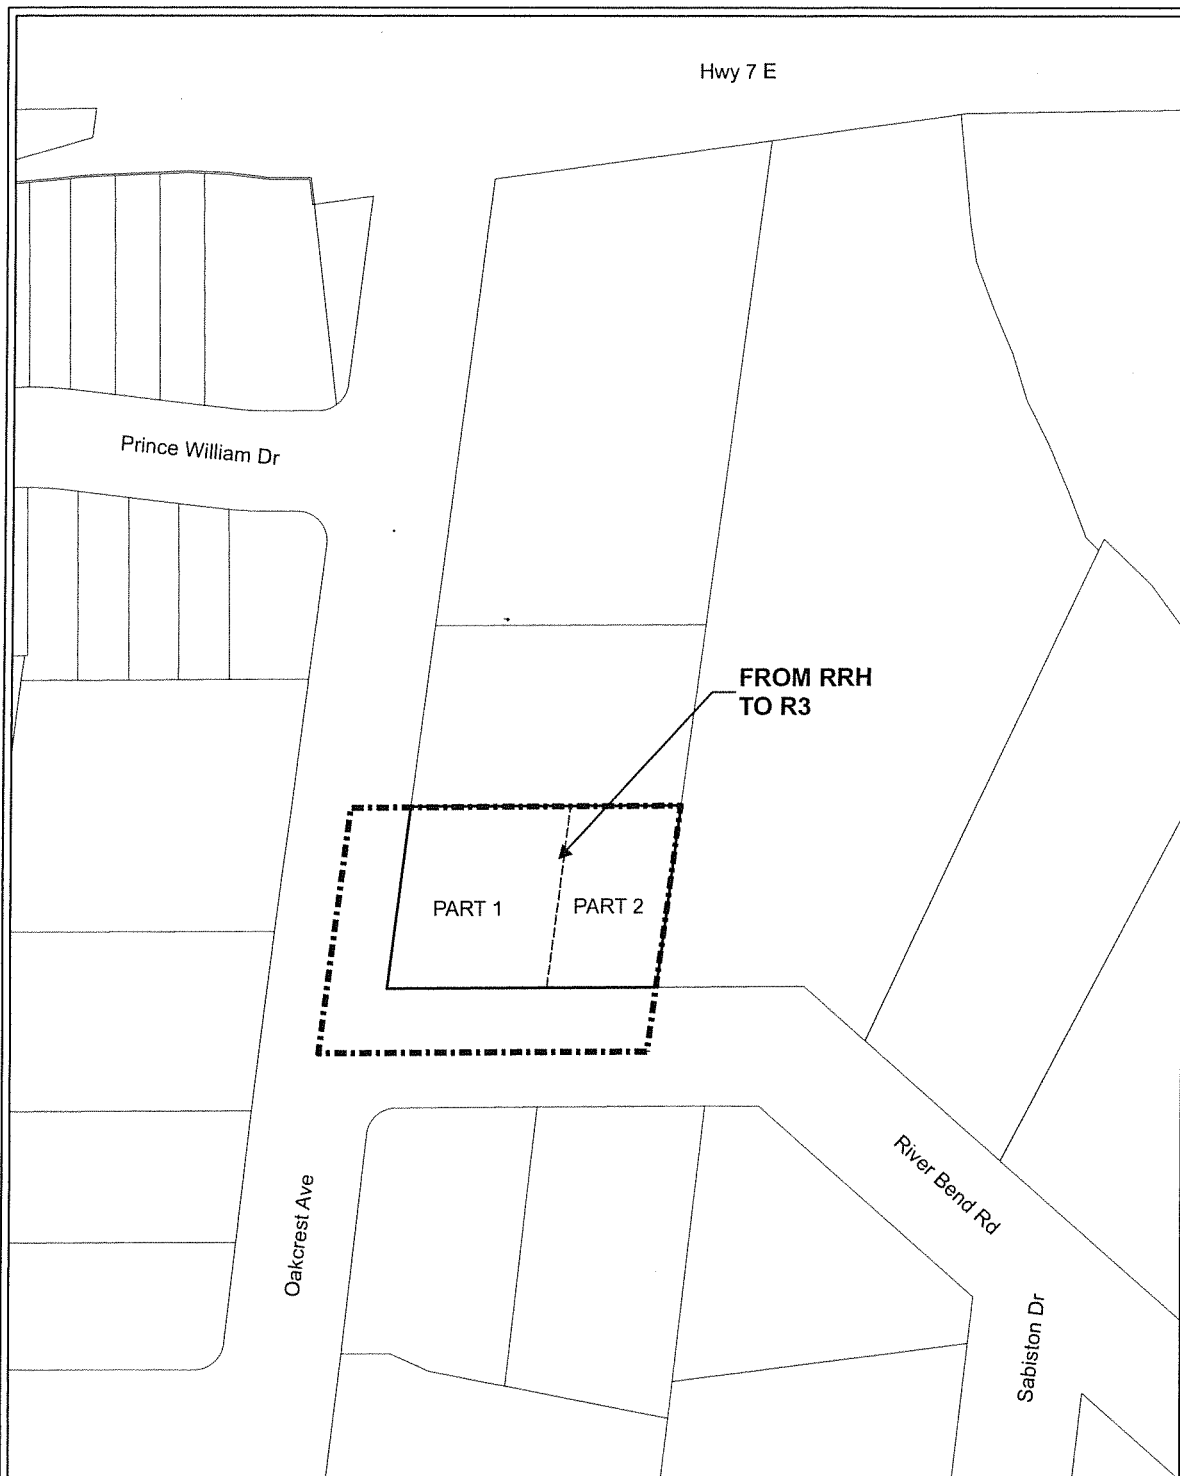 Hwy 7 E
Prince William Dr
FROM RRH
TO R3
PART 1
PART 2
River Bend Rd
Oakcrest Ave
Sabiston Dr